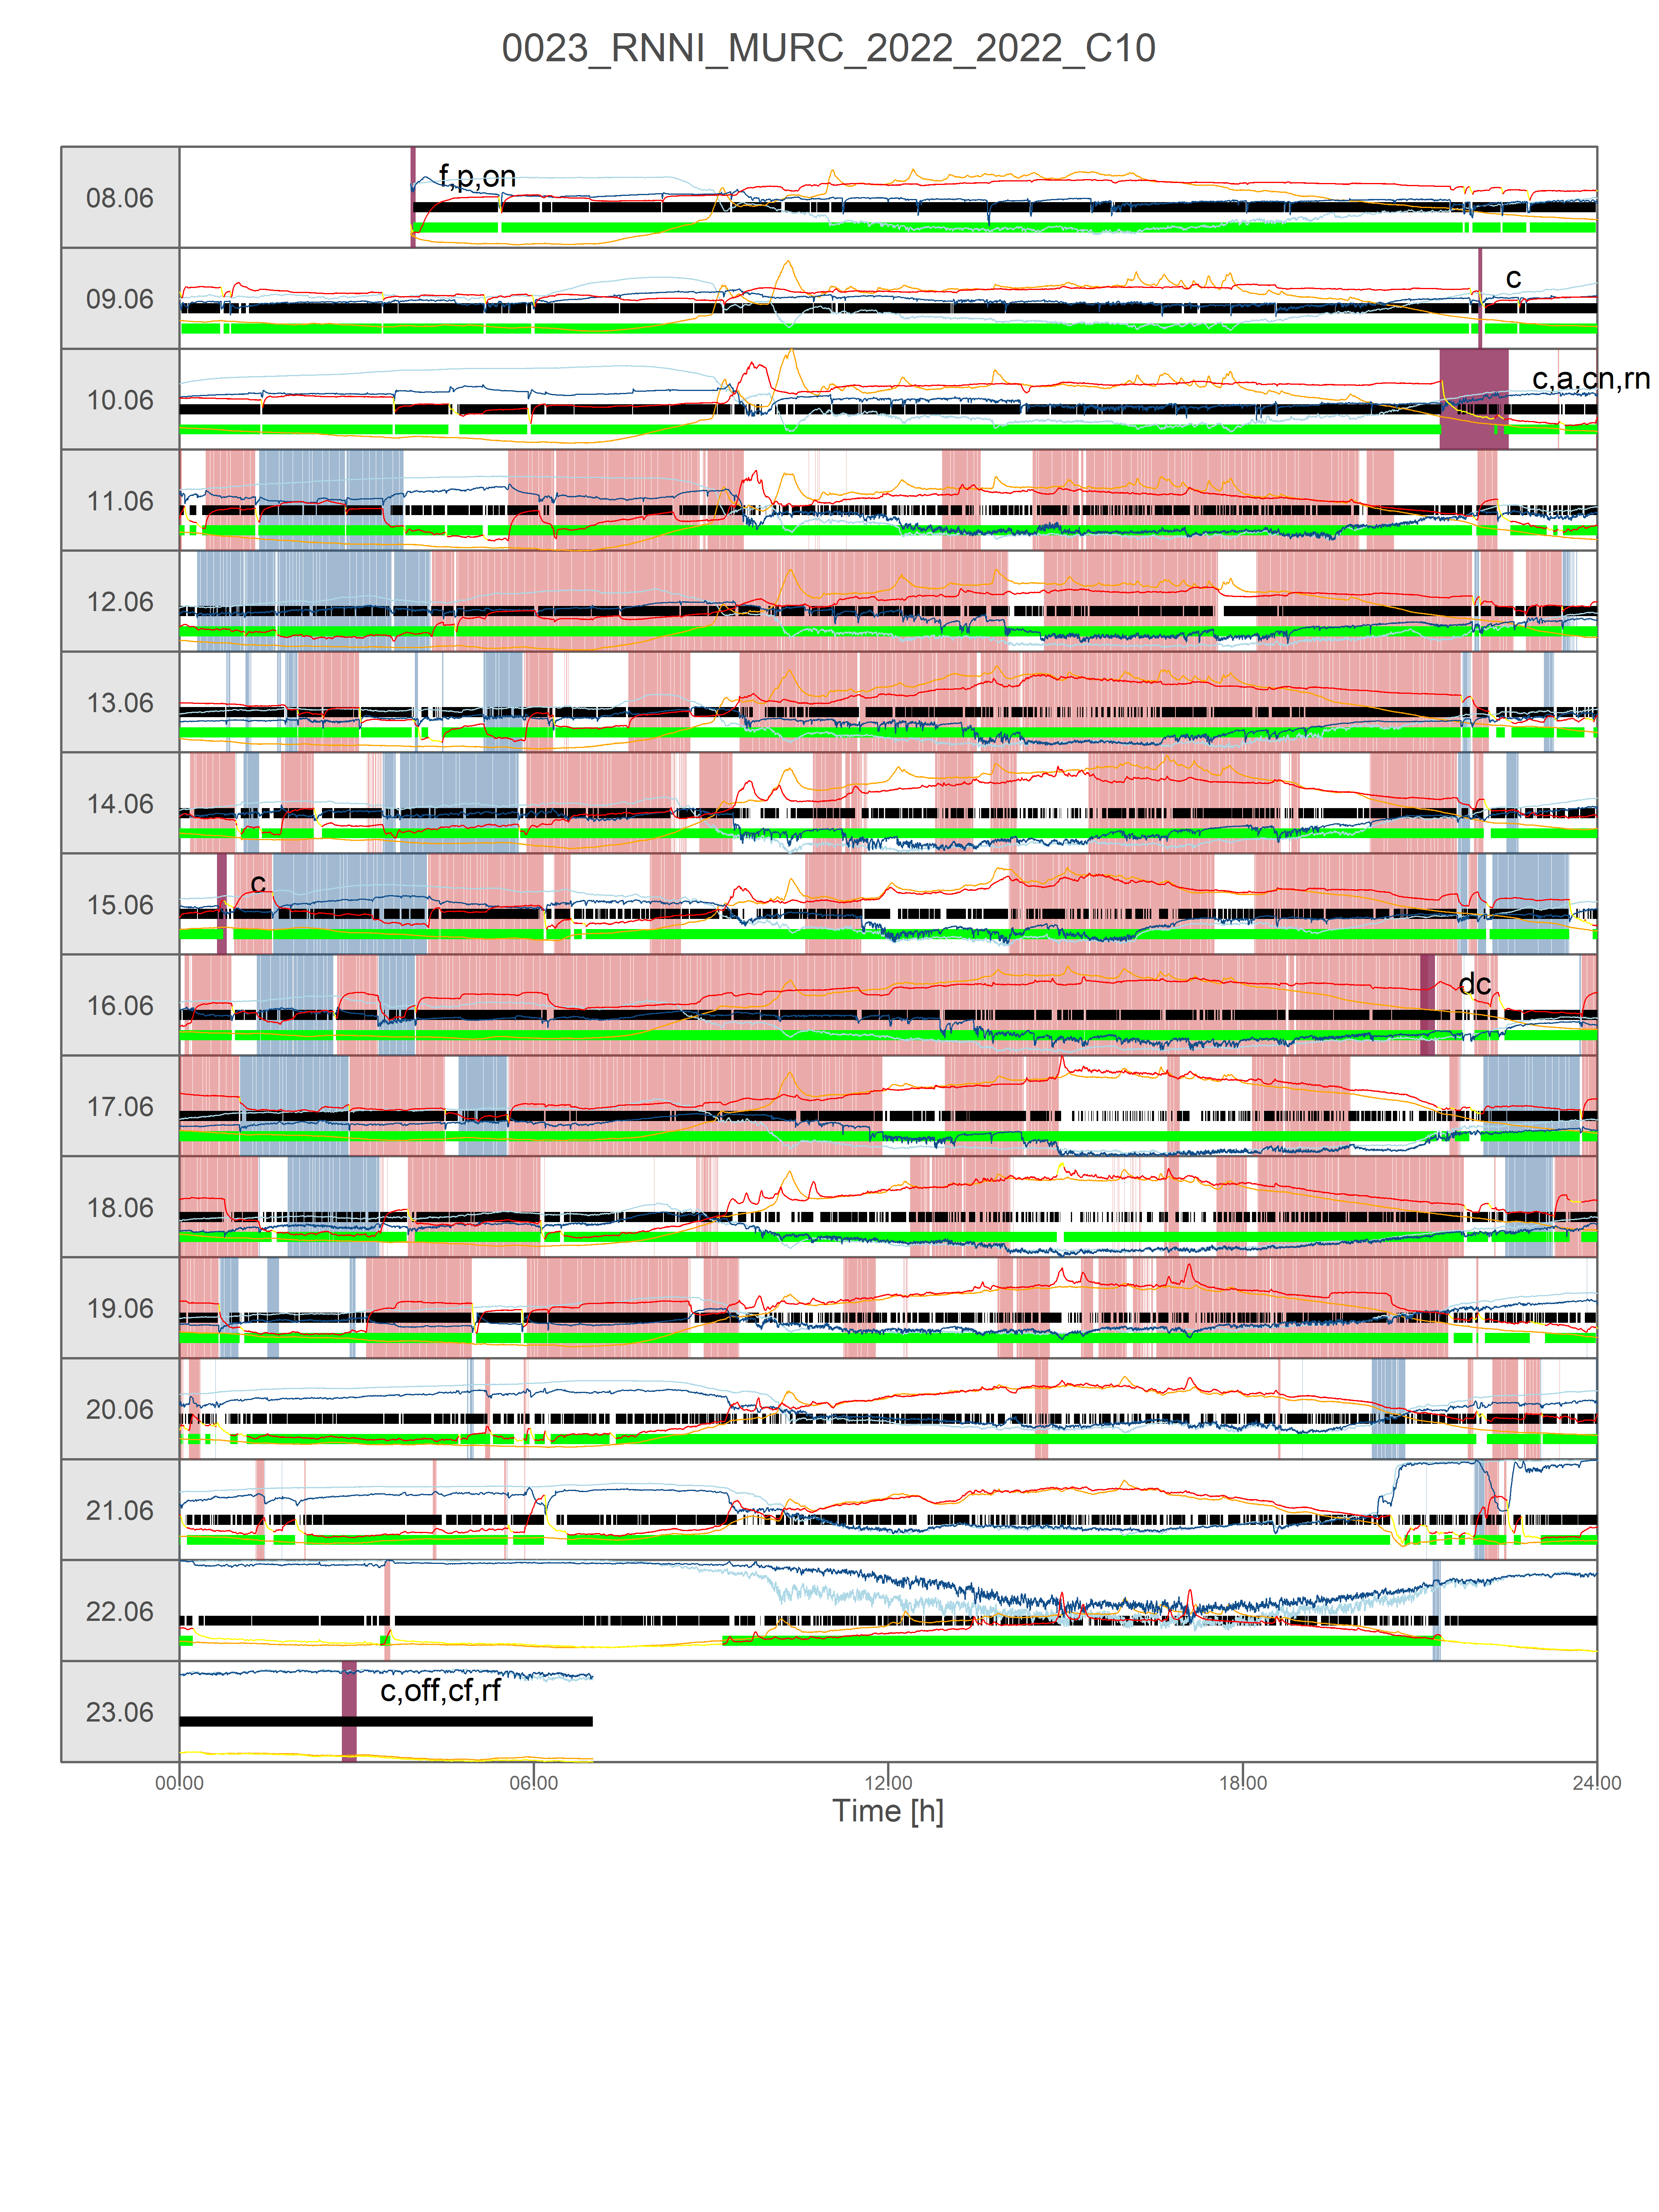 0023_RNNI_MURC_2022_2022_C10
08.06 f,p,on
09.06 c
10.06 c,a,cn,rn
11.06
12.06
13.06
14.06
15.06 c
16.06 dc
17.06
18.06
19.06
20.06
21.06
22.06
23.06 c,off,cf,rf
00:00 06:00 12:00 18:00 24:00
Time [h]